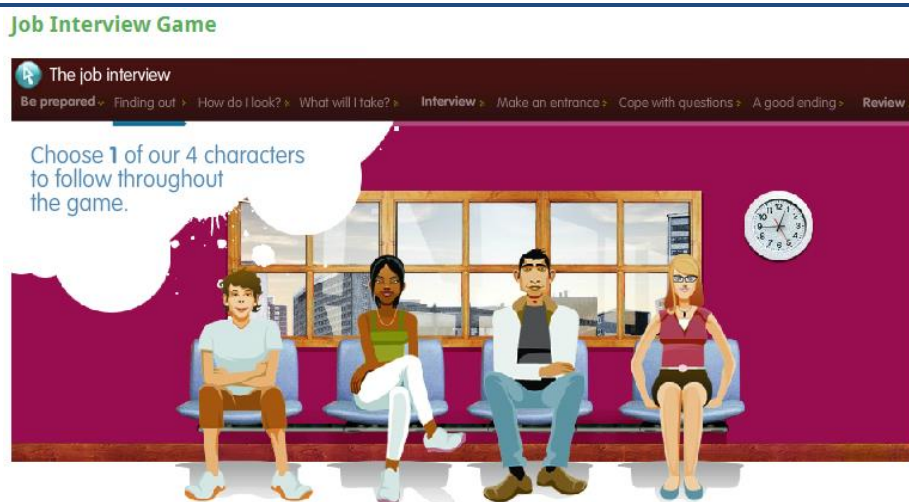 Job Interview Game
The job interview
Be prepared Finding out How do I look? What will I take? Interview Make an entrance Cope with questions A good ending Review
Choose 1 of our 4 characters
to follow throughout
the game.